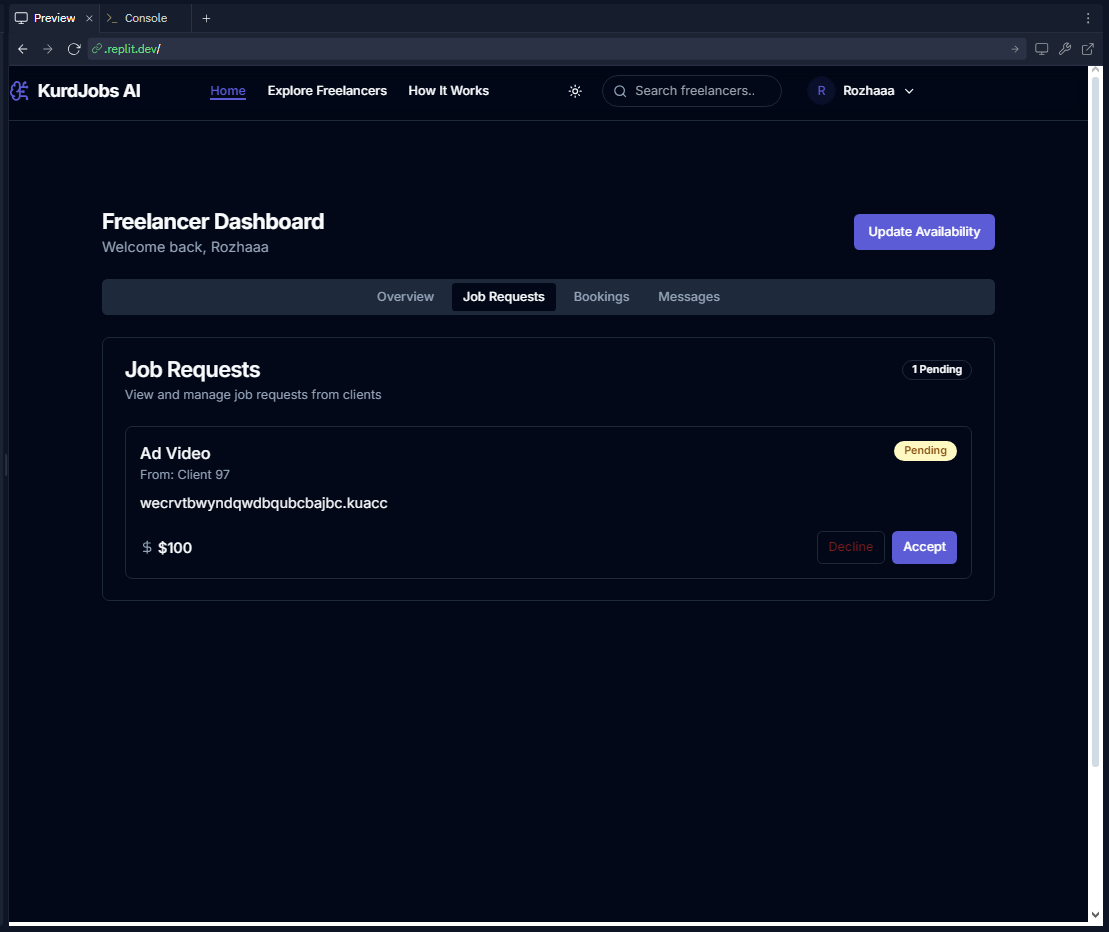 Preview
Console
.replit.dev/
KurdJobs AI
Home
Explore Freelancers
How It Works
Search freelancers..
R
Rozhaaa
Freelancer Dashboard
Welcome back, Rozhaaa
Update Availability
Overview
Job Requests
Bookings
Messages
Job Requests
1 Pending
View and manage job requests from clients
Ad Video
Pending
From: Client 97
wecrvtbwyndqwdbqubcbajbc.kuacc
$ $100
Decline
Accept